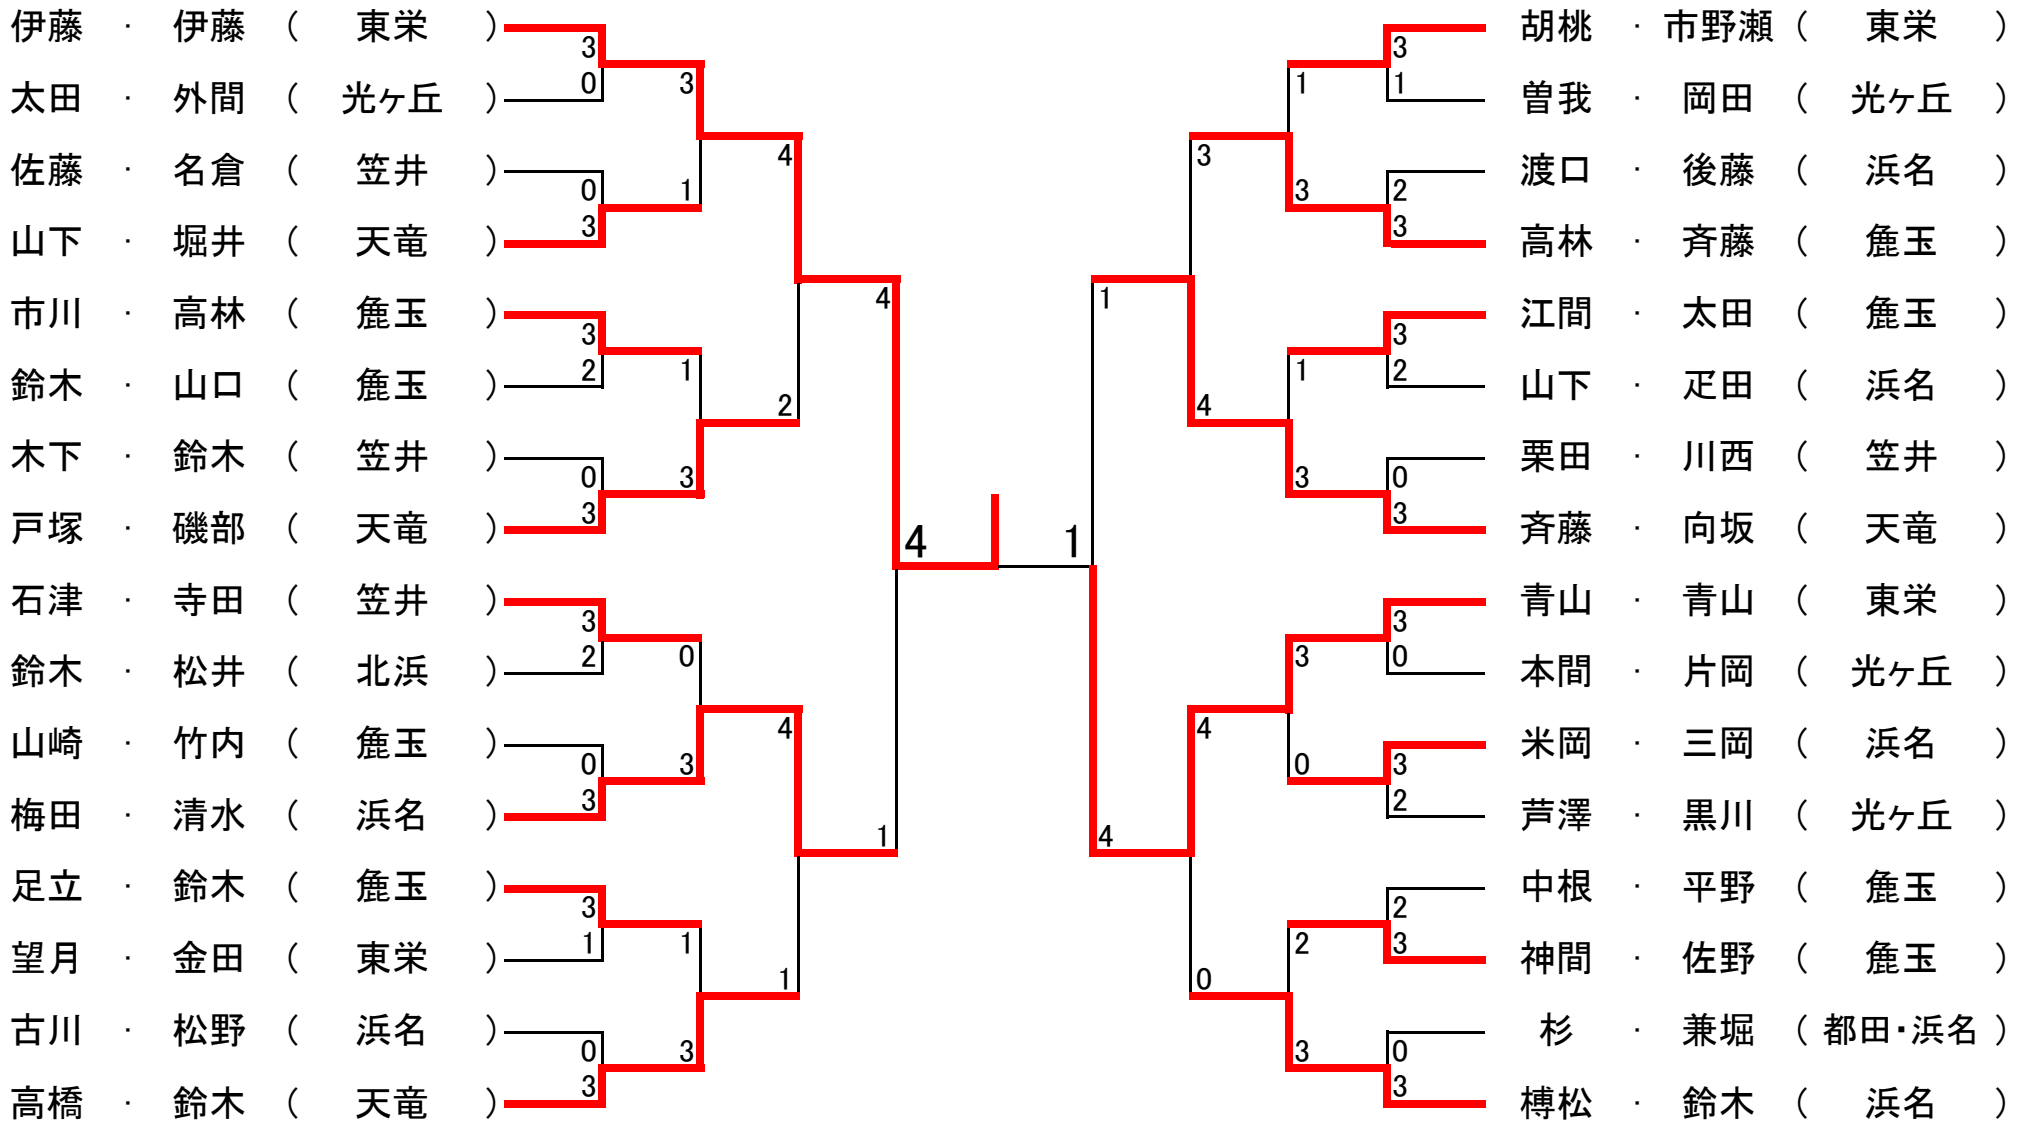 伊藤 ・ 伊藤 （ 東栄 ） 3 3 胡桃 ・ 市野瀬 （ 東栄 ）
3 1
太田 ・ 外間 （ 光ヶ丘 ） 0 1 曽我 ・ 岡田 （ 光ヶ丘 ）
4 3
佐藤 ・ 名倉 （ 笠井 ） 0 2 渡口 ・ 後藤 （ 浜名 ）
1 3
山下 ・ 堀井 （ 天竜 ） 3 3 高林 ・ 斉藤 （ 麁玉 ）
4 1
市川 ・ 高林 （ 麁玉 ） 3 3 江間 ・ 太田 （ 麁玉 ）
1 1
鈴木 ・ 山口 （ 麁玉 ） 2 2 山下 ・ 疋田 （ 浜名 ）
2 4
木下 ・ 鈴木 （ 笠井 ） 0 0 栗田 ・ 川西 （ 笠井 ）
3 3
戸塚 ・ 磯部 （ 天竜 ） 3 3 斉藤 ・ 向坂 （ 天竜 ）
4 1
石津 ・ 寺田 （ 笠井 ） 3 3 青山 ・ 青山 （ 東栄 ）
0 3
鈴木 ・ 松井 （ 北浜 ） 2 0 本間 ・ 片岡 （ 光ヶ丘 ）
4 4
山崎 ・ 竹内 （ 麁玉 ） 0 3 米岡 ・ 三岡 （ 浜名 ）
3 0
梅田 ・ 清水 （ 浜名 ） 3 2 芦澤 ・ 黒川 （ 光ヶ丘 ）
1 4
足立 ・ 鈴木 （ 麁玉 ） 3 2 中根 ・ 平野 （ 麁玉 ）
1 2
望月 ・ 金田 （ 東栄 ） 1 3 神間 ・ 佐野 （ 麁玉 ）
1 0
古川 ・ 松野 （ 浜名 ） 0 0 杉 ・ 兼堀 （ 都田・浜名 ）
3 3
高橋 ・ 鈴木 （ 天竜 ） 3 3 榑松 ・ 鈴木 （ 浜名 ）